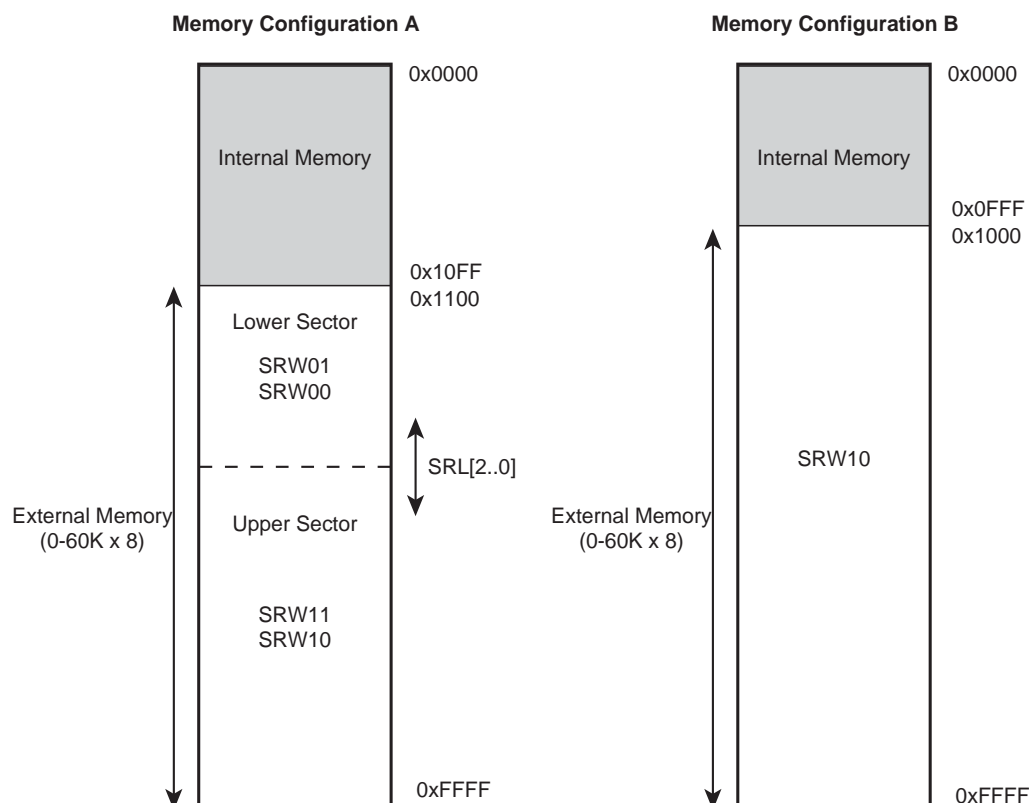 Memory Configuration A
0x0000
Internal Memory
0x10FF
0x1100
Lower Sector
SRW01
SRW00
SRL[2..0]
External Memory
(0-60K x 8)
Upper Sector
SRW11
SRW10
0xFFFF
Memory Configuration B
0x0000
Internal Memory
0x0FFF
0x1000
SRW10
External Memory
(0-60K x 8)
0xFFFF